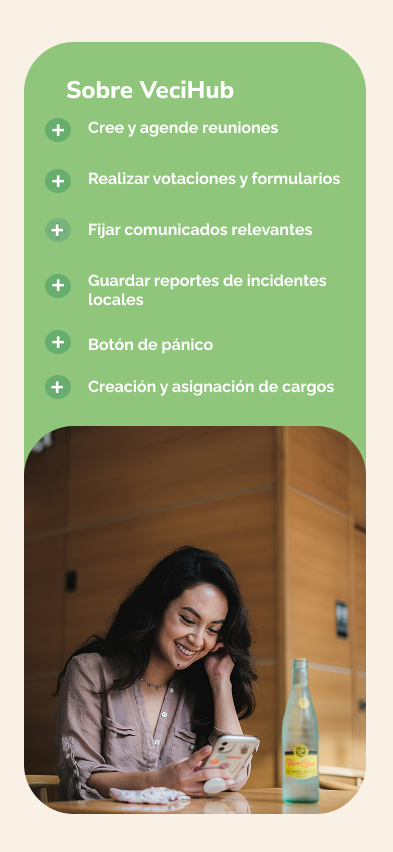 Sobre VeciHub
Cree y agende reuniones
Realizar votaciones y formularios
Fijar comunicados relevantes
Guardar reportes de incidentes
locales
Botón de pánico
Creación y asignación de cargos